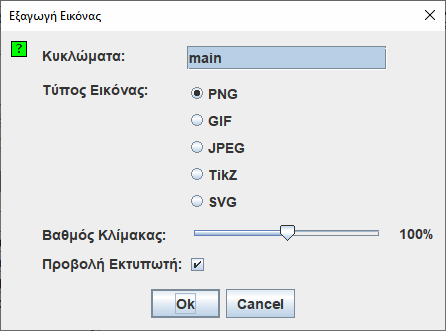 Εξαγωγή Εικόνας
?
Κυκλώματα: main
Τύπος Εικόνας: PNG
GIF
JPEG
TikZ
SVG
Βαθμός Κλίμακας: 100%
Προβολή Εκτυπωτή:
Ok Cancel